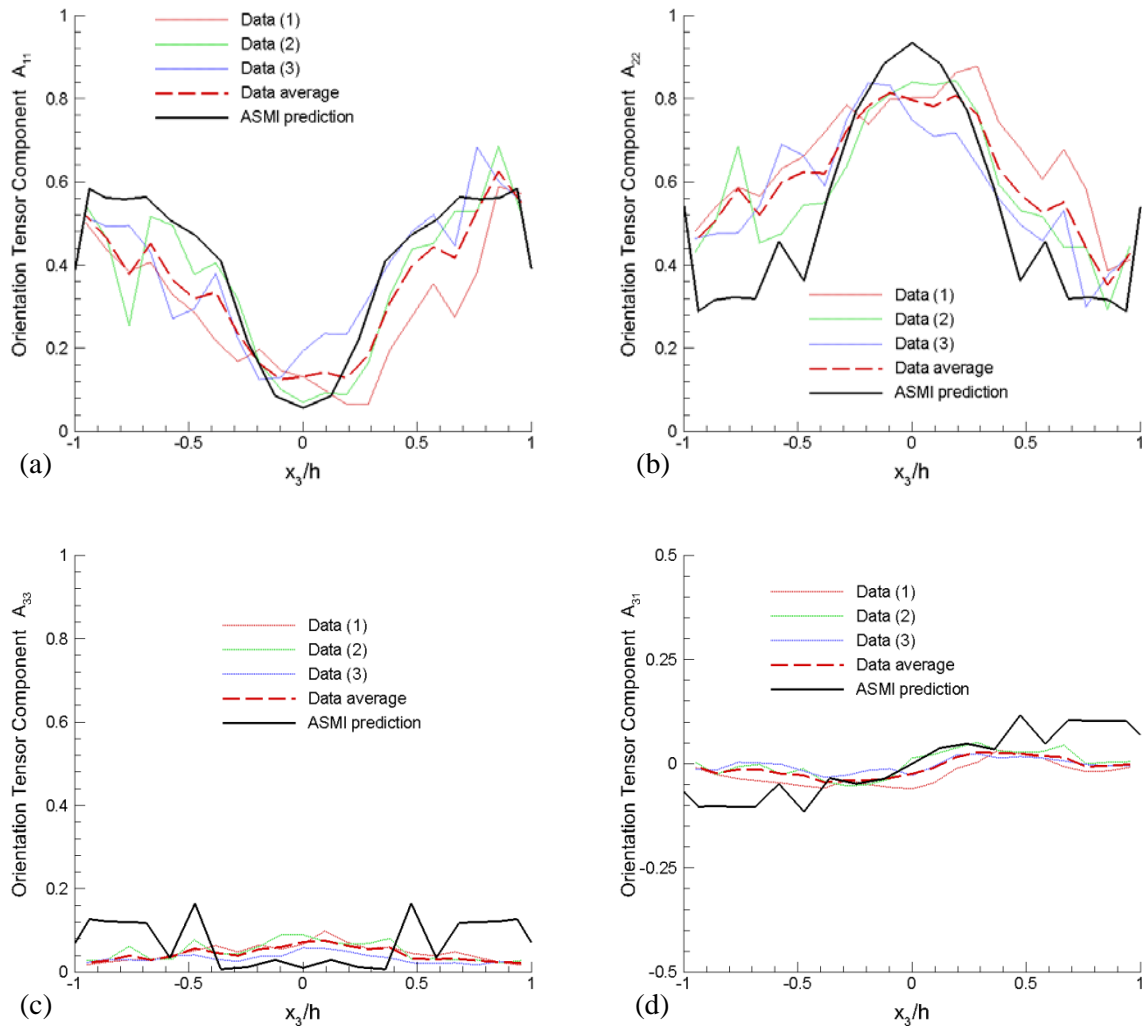 Orientation Tensor Component A11
1
0.8
0.6
0.4
0.2
0
Data (1)
Data (2)
Data (3)
Data average
ASMI prediction
-1 -0.5 0 0.5 1
(a) x3/h
Orientation Tensor Component A22
1
0.8
0.6
0.4
0.2
0
Data (1)
Data (2)
Data (3)
Data average
ASMI prediction
-1 -0.5 0 0.5 1
(b) x3/h
Orientation Tensor Component A33
1
0.8
0.6
0.4
0.2
0
Data (1)
Data (2)
Data (3)
Data average
ASMI prediction
-1 -0.5 0 0.5 1
(c) x3/h
Orientation Tensor Component A31
0.5
0.25
0
-0.25
-0.5
Data (1)
Data (2)
Data (3)
Data average
ASMI prediction
-1 -0.5 0 0.5 1
(d) x3/h